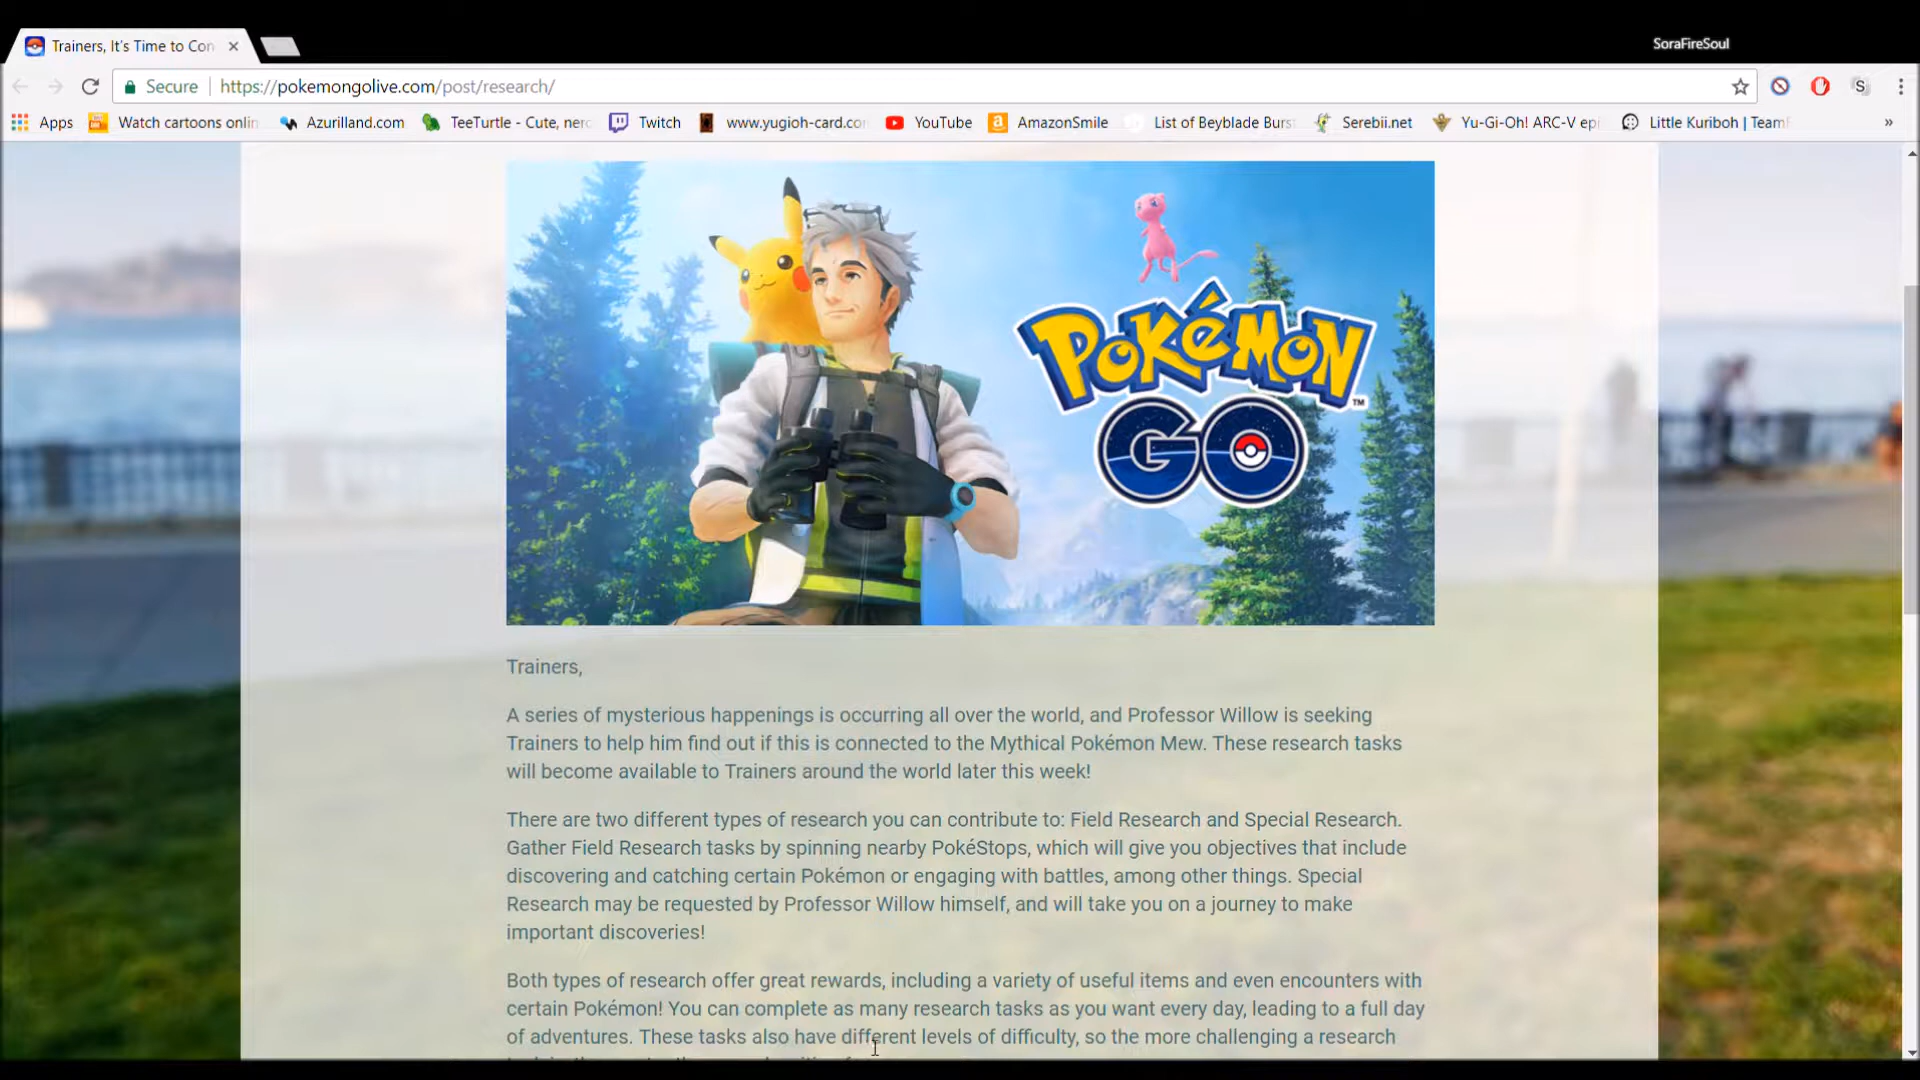 Trainers, It's Time to Con
SoraFireSoul
Secure
https://pokemongolive.com/post/research/
S
Apps
Watch cartoons onlin
Azurilland.com
TeeTurtle - Cute, nerd
Twitch
www.yugioh-card.co
YouTube
AmazonSmile
List of Beyblade Burst
Serebii.net
Yu-Gi-Oh! ARC-V epi
Little Kuriboh | TeamF
»
POKéMON
TM
GO
Trainers,
A series of mysterious happenings is occurring all over the world, and Professor Willow is seeking
Trainers to help him find out if this is connected to the Mythical Pokémon Mew. These research tasks
will become available to Trainers around the world later this week!
There are two different types of research you can contribute to: Field Research and Special Research.
Gather Field Research tasks by spinning nearby PokéStops, which will give you objectives that include
discovering and catching certain Pokémon or engaging with battles, among other things. Special
Research may be requested by Professor Willow himself, and will take you on a journey to make
important discoveries!
Both types of research offer great rewards, including a variety of useful items and even encounters with
certain Pokémon! You can complete as many research tasks as you want every day, leading to a full day
of adventures. These tasks also have different levels of difficulty, so the more challenging a research